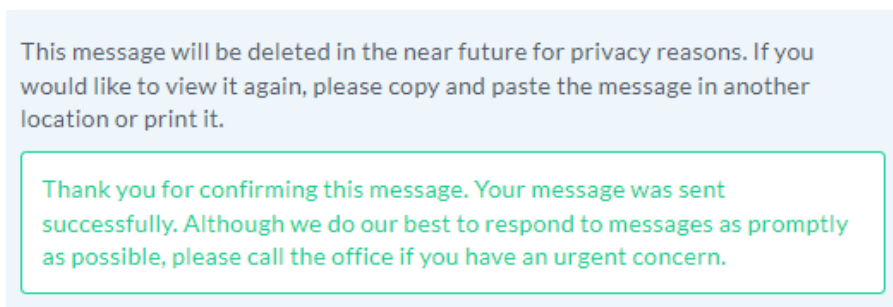 This message will be deleted in the near future for privacy reasons. If you
would like to view it again, please copy and paste the message in another
location or print it.
Thank you for confirming this message. Your message was sent
successfully. Although we do our best to respond to messages as promptly
as possible, please call the office if you have an urgent concern.